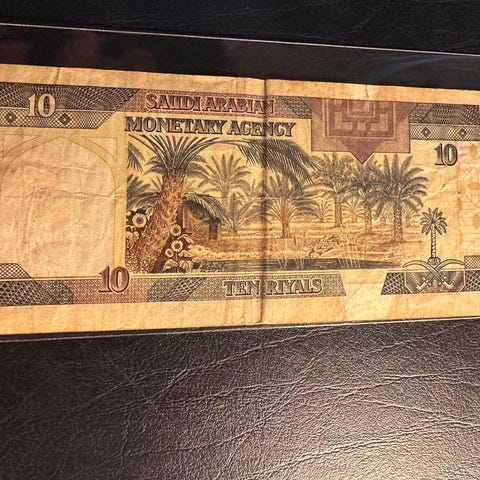 10
SAUDI ARABIAN
MONETARY AGENCY
10
10
TEN RIYALS